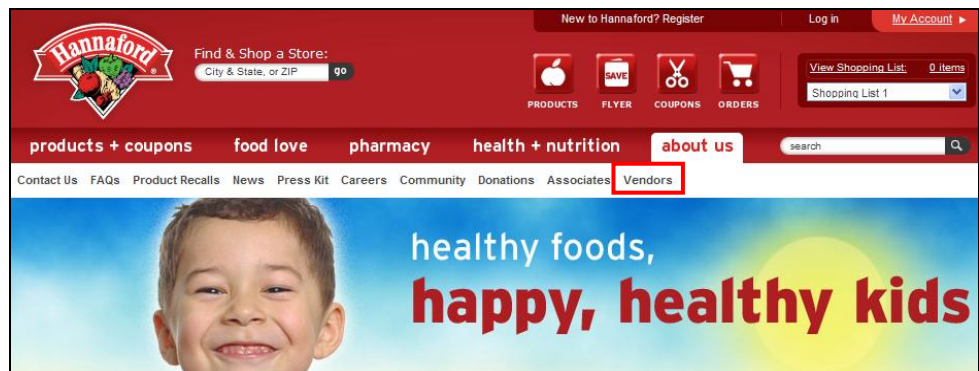 New to Hannaford? Register
Log in
My Account ▶
Hannaford
Find & Shop a Store:
City & State, or ZIP
go
SAVE
PRODUCTS
FLYER
COUPONS
ORDERS
View Shopping List:
0 items
Shopping List 1
products + coupons
food love
pharmacy
health + nutrition
about us
search
Contact Us
FAQs
Product Recalls
News
Press Kit
Careers
Community
Donations
Associates
Vendors
healthy foods,
happy, healthy kids